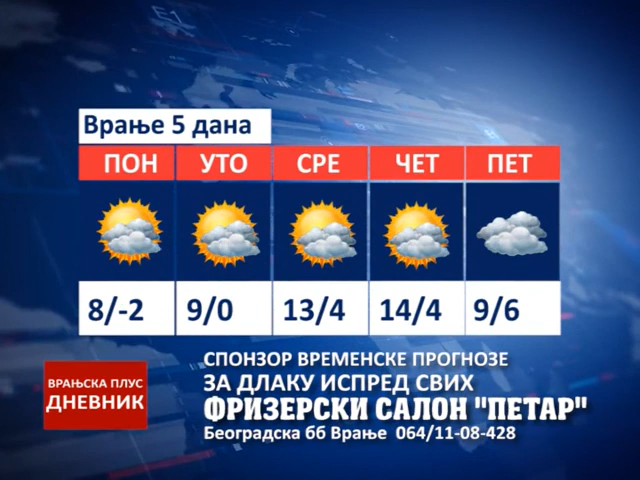 Врање 5 дана
ПОН УТО СРЕ ЧЕТ ПЕТ
8/-2 9/0 13/4 14/4 9/6
СПОНЗОР ВРЕМЕНСКЕ ПРОГНОЗЕ
ЗА ДЛАКУ ИСПРЕД СВИХ
ФРИЗЕРСКИ САЛОН "ПЕТАР"
Београдска бб Врање 064/11-08-428
ВРАЊСКА ПЛУС
ДНЕВНИК